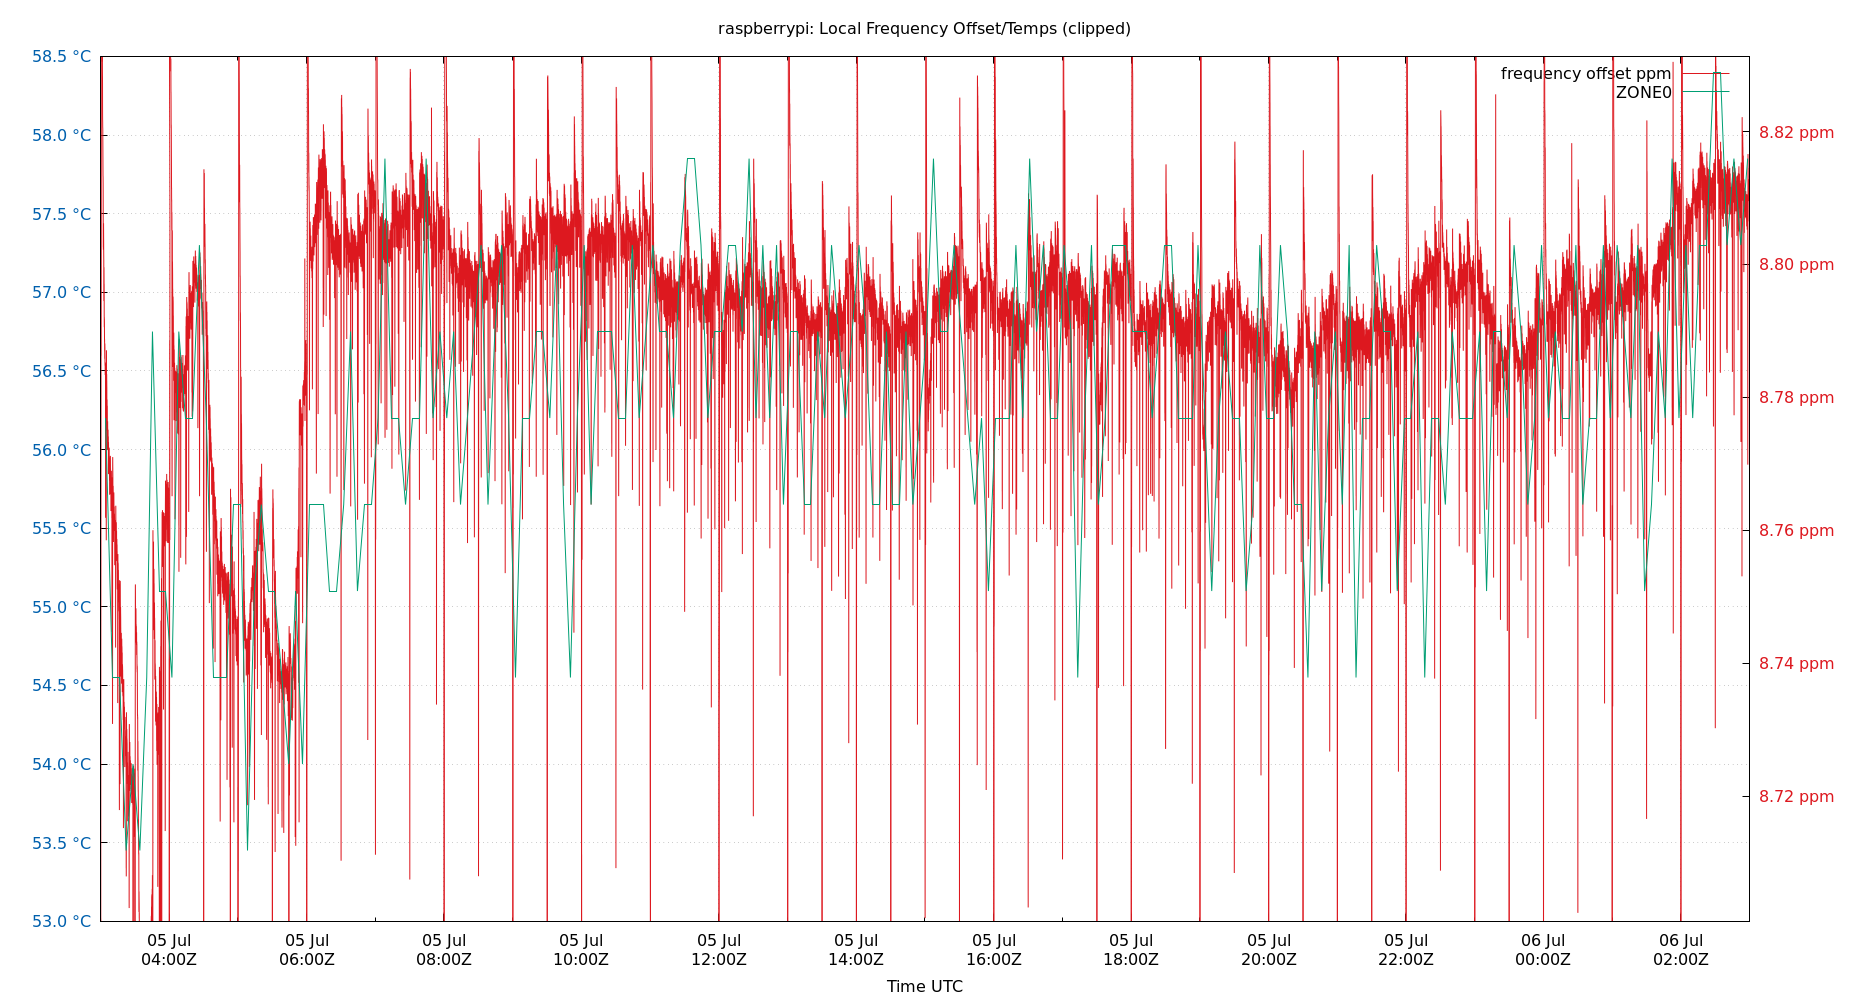 raspberrypi: Local Frequency Offset/Temps (clipped)
58.5 °C
58.0 °C
57.5 °C
57.0 °C
56.5 °C
56.0 °C
55.5 °C
55.0 °C
54.5 °C
54.0 °C
53.5 °C
53.0 °C
frequency offset ppm
ZONE0
8.82 ppm
8.80 ppm
8.78 ppm
8.76 ppm
8.74 ppm
8.72 ppm
05 Jul 05 Jul 05 Jul 05 Jul 05 Jul 05 Jul 05 Jul 05 Jul 05 Jul 05 Jul 06 Jul 06 Jul
04:00Z 06:00Z 08:00Z 10:00Z 12:00Z 14:00Z 16:00Z 18:00Z 20:00Z 22:00Z 00:00Z 02:00Z
Time UTC